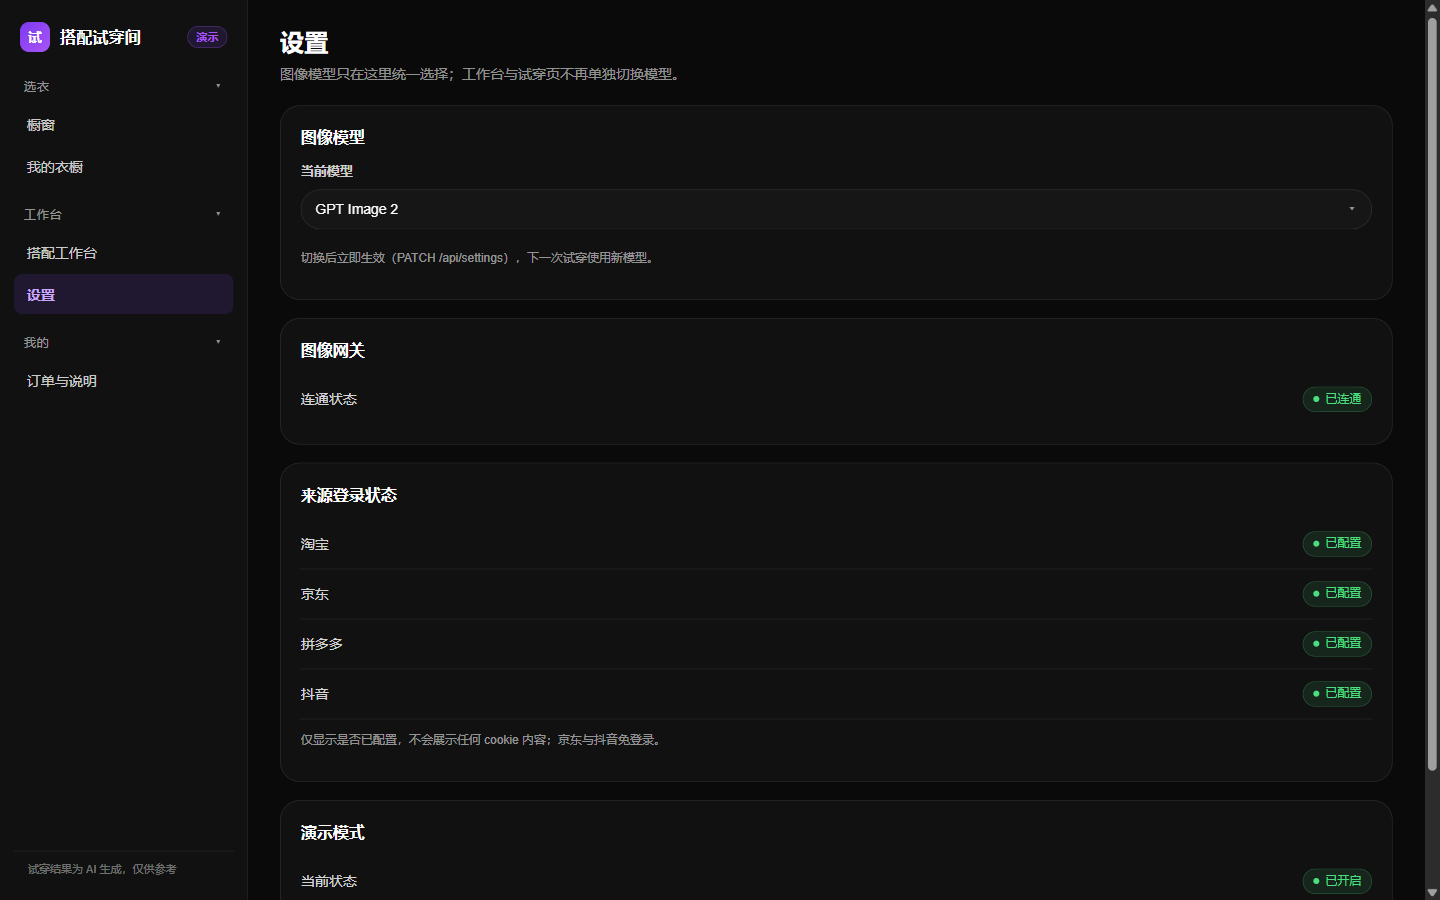 试
搭配试穿间
演示
选衣
橱窗
我的衣橱
工作台
搭配工作台
设置
我的
订单与说明
试穿结果为 AI 生成，仅供参考
设置
图像模型只在这里统一选择；工作台与试穿页不再单独切换模型。
图像模型
当前模型
GPT Image 2
切换后立即生效（PATCH /api/settings），下一次试穿使用新模型。
图像网关
连通状态
已连通
来源登录状态
淘宝
已配置
京东
已配置
拼多多
已配置
抖音
已配置
仅显示是否已配置，不会展示任何 cookie 内容；京东与抖音免登录。
演示模式
当前状态
已开启